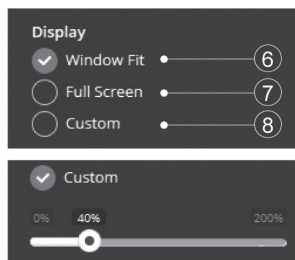 Display
Window Fit 6
Full Screen 7
Custom 8
Custom
0% 40% 200%